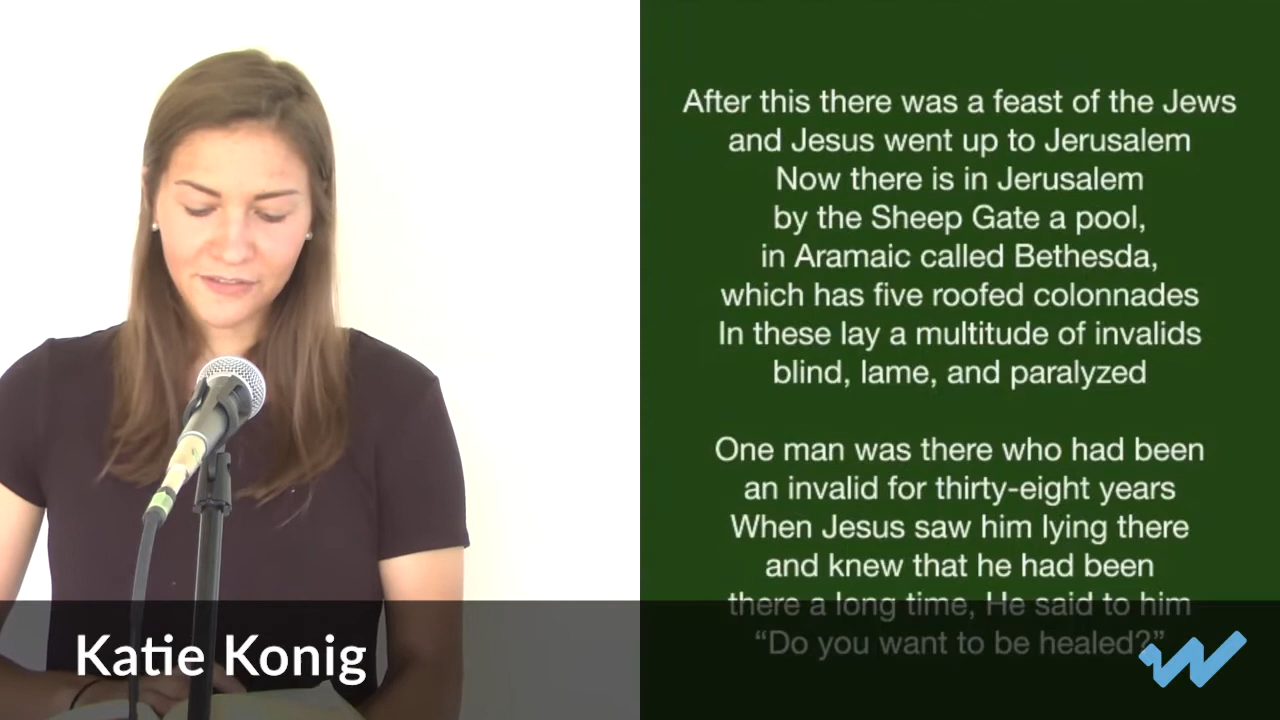 After this there was a feast of the Jews
and Jesus went up to Jerusalem
Now there is in Jerusalem
by the Sheep Gate a pool,
in Aramaic called Bethesda,
which has five roofed colonnades
In these lay a multitude of invalids
blind, lame, and paralyzed
One man was there who had been
an invalid for thirty-eight years
When Jesus saw him lying there
and knew that he had been
there a long time, He said to him
“Do you want to be healed?”
Katie Konig